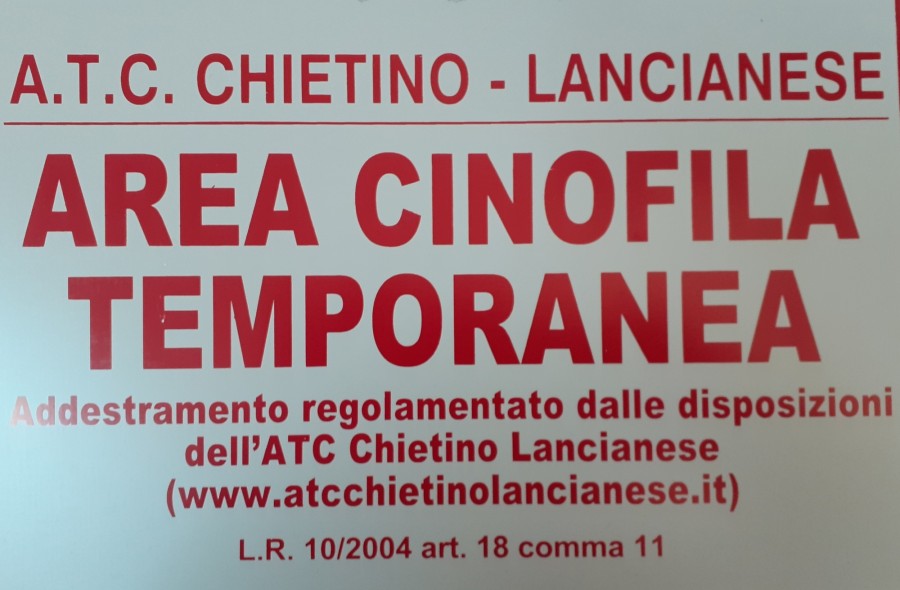 A.T.C. CHIETINO - LANCIANESE
AREA CINOFILA
TEMPORANEA
Addestramento regolamentato dalle disposizioni
dell'ATC Chietino Lancianese
(www.atcchietinolancianese.it)
L.R. 10/2004 art. 18 comma 11